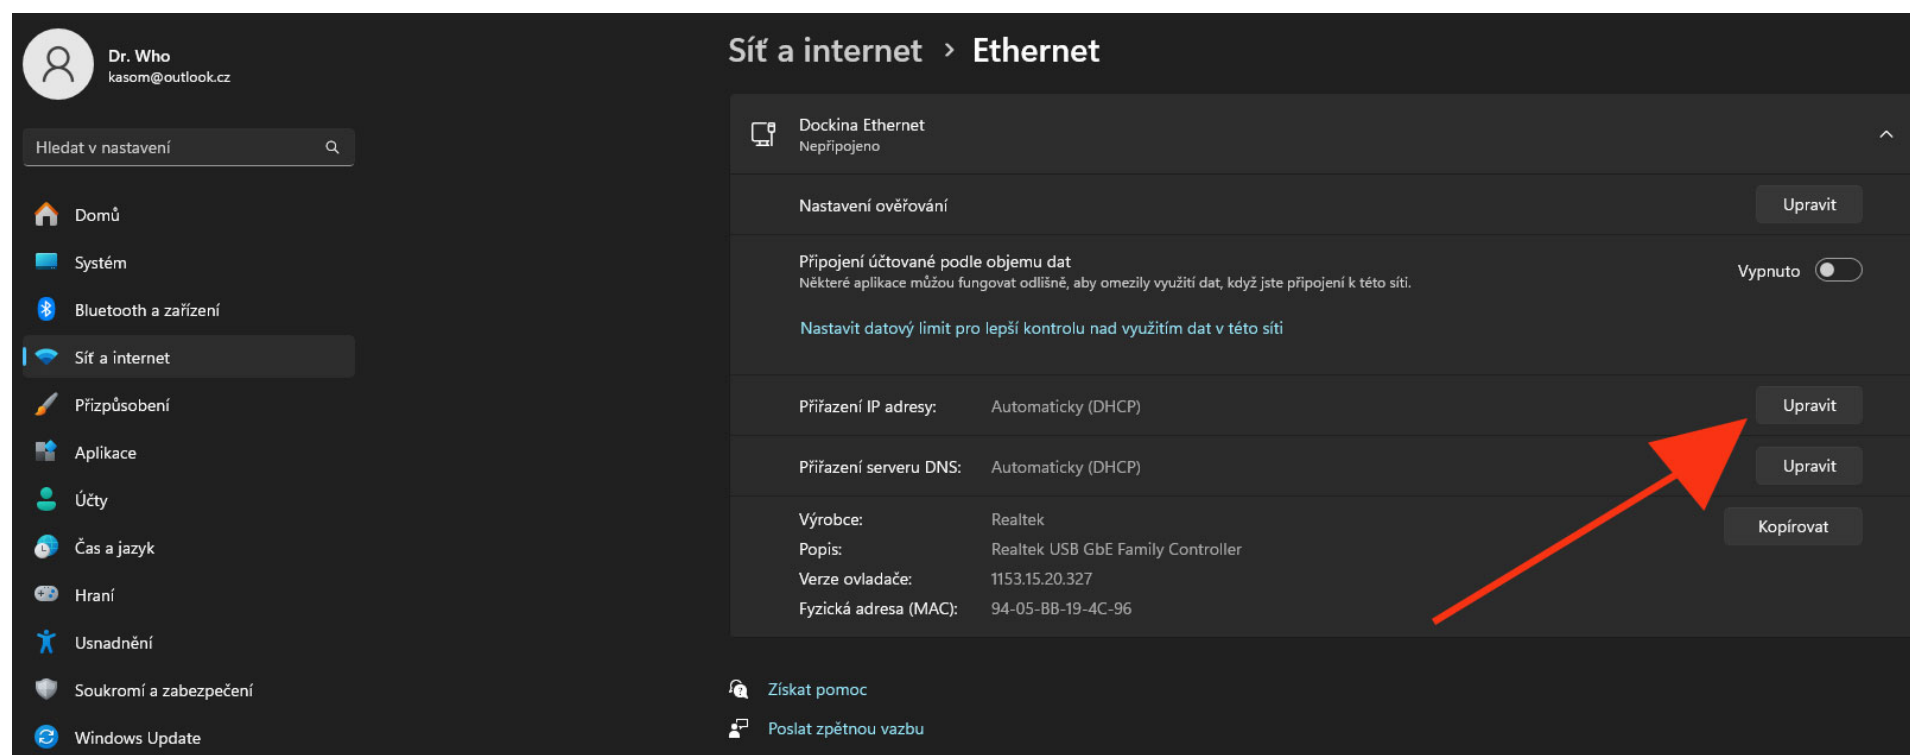 Dr. Who
kasom@outlook.cz
Hledat v nastavení
Domů
Systém
Bluetooth a zařízení
Síť a internet
Přizpůsobení
Aplikace
Účty
Čas a jazyk
Hraní
Usnadnění
Soukromí a zabezpečení
Windows Update
Síť a internet > Ethernet
Dockina Ethernet
Nepřipojeno
Nastavení ověřování Upravit
Připojení účtované podle objemu dat
Některé aplikace můžou fungovat odlišně, aby omezily využití dat, když jste připojení k této síti.
Vypnuto
Nastavit datový limit pro lepší kontrolu nad využitím dat v této síti
Přiřazení IP adresy: Automaticky (DHCP) Upravit
Přiřazení serveru DNS: Automaticky (DHCP) Upravit
Výrobce: Realtek Kopírovat
Popis: Realtek USB GbE Family Controller
Verze ovladače: 1153.15.20.327
Fyzická adresa (MAC): 94-05-BB-19-4C-96
Získat pomoc
Poslat zpětnou vazbu